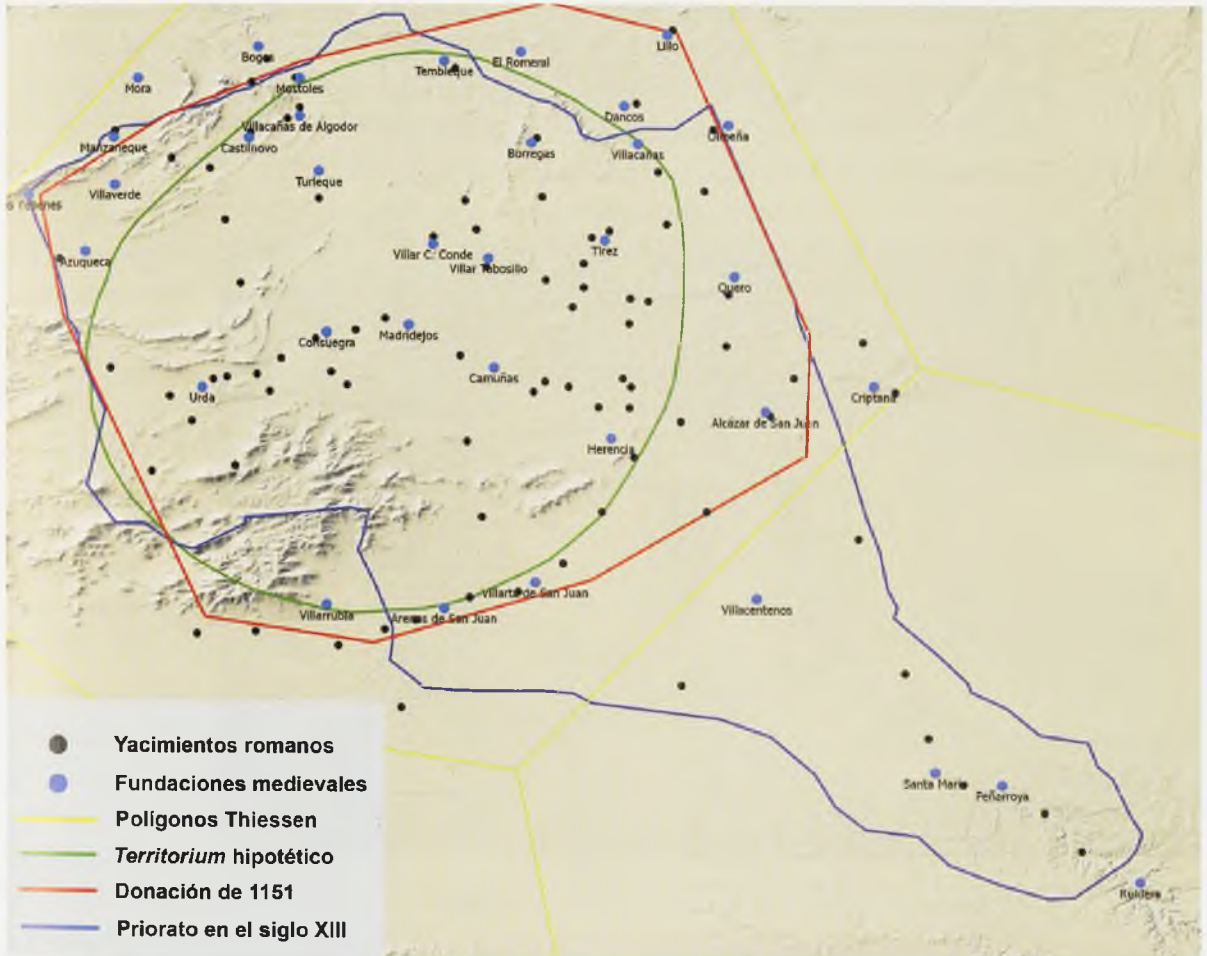 Lillo
Bogas
El Romeral
Tembleque
Mora
Mostoles
Dancos
Villacañas de Algodor
Manzaneque
Castilnovo
Borregas
Villacañas
Turleque
Villaverde
Villar C. Conde
Tirez
Azuqueca
Villar Tobosillo
Quero
Consuegra
Madridejos
Camuñas
Urda
Criptana
Alcázar de San Juan
Herencia
Villarta de San Juan
Villacentenos
Villarrubia
Arenas de San Juan
Santa María
Peñarroya
Ruidera
Yacimientos romanos
Fundaciones medievales
Polígonos Thiessen
Territorium hipotético
Donación de 1151
Priorato en el siglo XIII